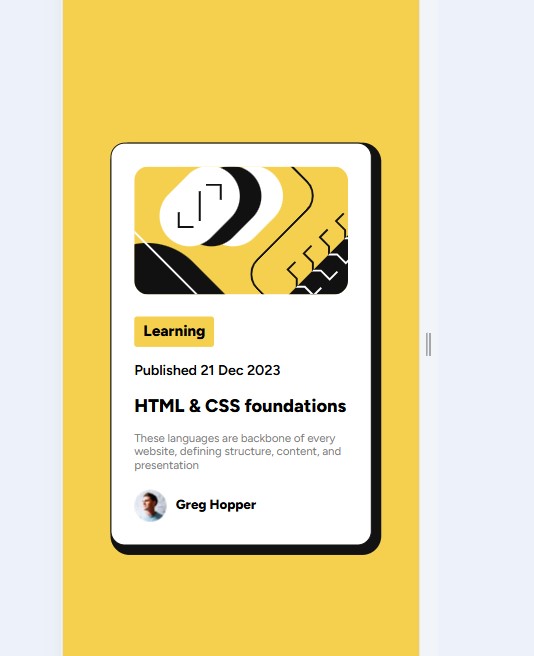 Learning
Published 21 Dec 2023
HTML & CSS foundations
These languages are backbone of every
website, defining structure, content, and
presentation
Greg Hopper